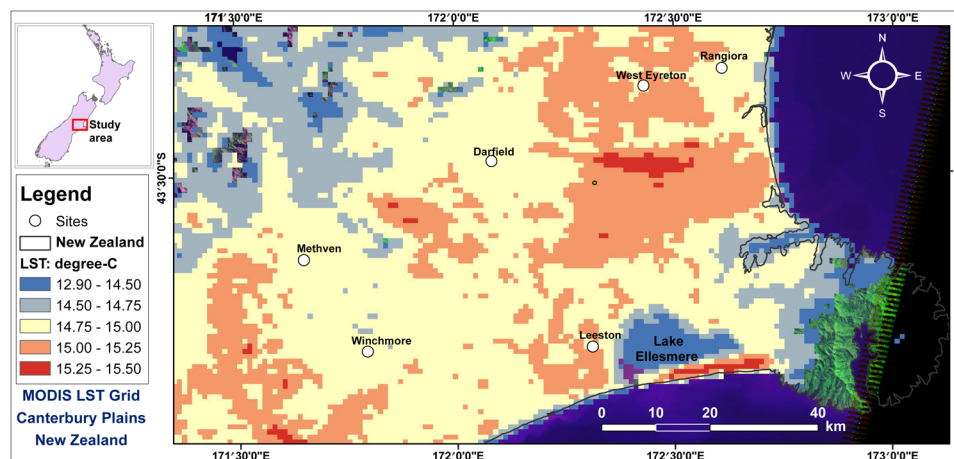 171°30'0"E
172°0'0"E
172°30'0"E
173°0'0"E
Study
area
43°30'0"S
Legend
Sites
New Zealand
LST: degree-C
12.90 - 14.50
14.50 - 14.75
14.75 - 15.00
15.00 - 15.25
15.25 - 15.50
MODIS LST Grid
Canterbury Plains
New Zealand
Rangiora
West Eyreton
Darfield
Methven
Winchmore
Leeston
Lake
Ellesmere
N
W
E
S
0 10 20 40
km
171°30'0"E
172°0'0"E
172°30'0"E
173°0'0"E